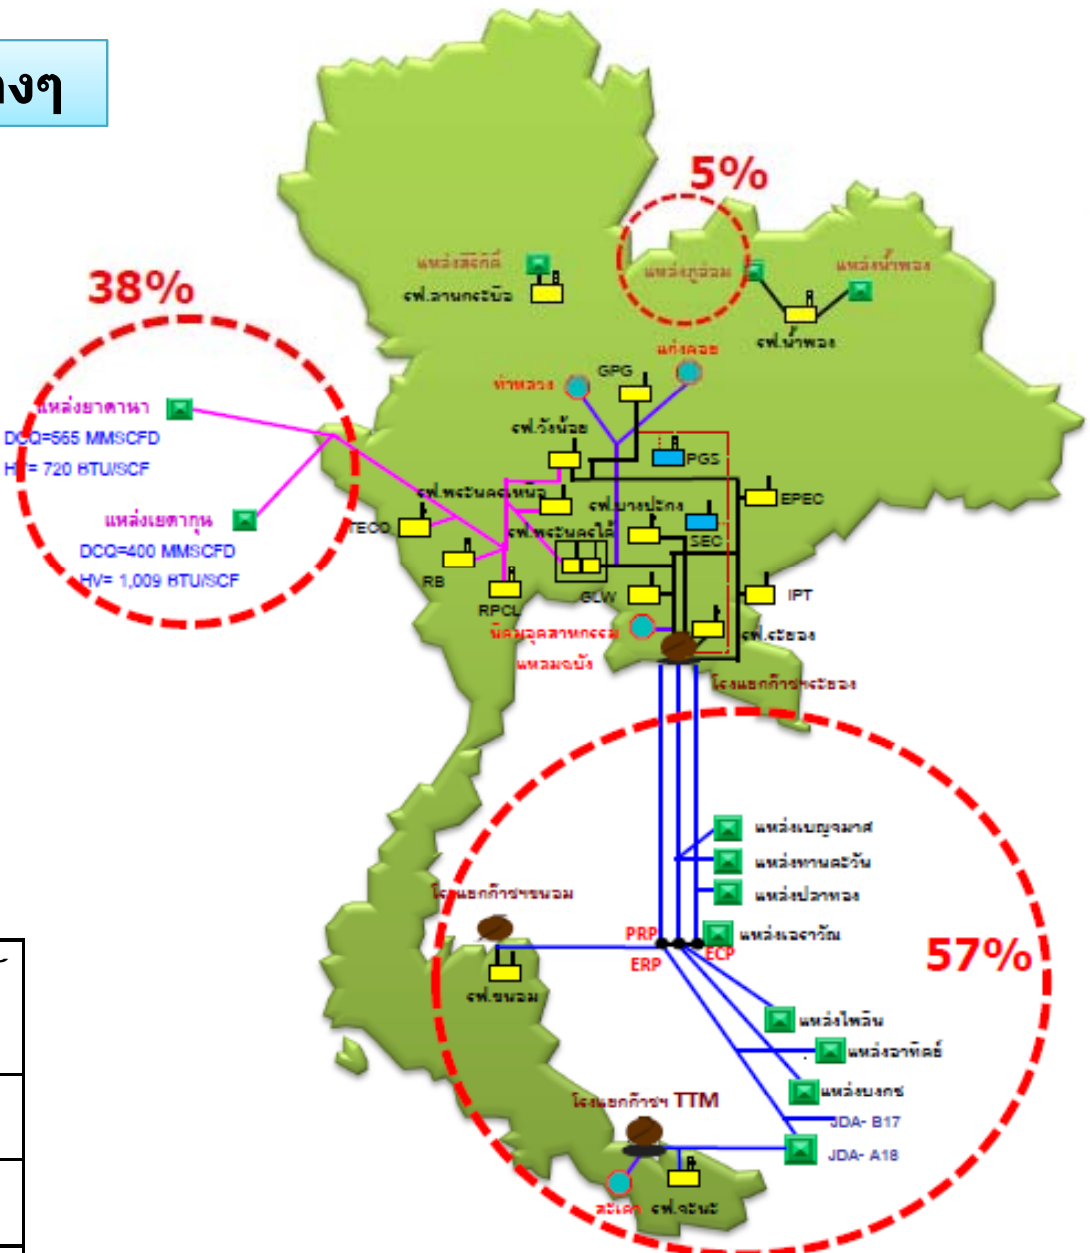 างๆ
5%
38%
แหล่งสิริกิติ์
รฟ.ลานกระบือ
แหล่งภูฮ่อม
แหล่งน้ำพอง
รฟ.น้ำพอง
แก่งคอย
ท่าหลวง
GPG
แหล่งยาดานา
DCQ=565 MMSCFD
HV= 720 BTU/SCF
รฟ.วังน้อย
PGS
รฟ.พระนครเหนือ
รฟ.บางปะกง
EPEC
แหล่งเยตากุน
DCQ=400 MMSCFD
HV= 1,009 BTU/SCF
TECO
รฟ.พระนครใต้
SEC
RB
RPCL
GLW
IPT
นิคมอุตสาหกรรม
แหลมฉบัง
รฟ.ระยอง
โรงแยกก๊าซฯระยอง
แหล่งเบญจมาศ
แหล่งทานตะวัน
แหล่งปลาทอง
โรงแยกก๊าซฯขนอม
PRP
แหล่งเอราวัณ
ERP
ECP
57%
รฟ.ขนอม
แหล่งไพลิน
แหล่งอาทิตย์
แหล่งบงกช
โรงแยกก๊าซฯ TTM
JDA- B17
JDA- A18
สะเดา
รฟ.จะนะ